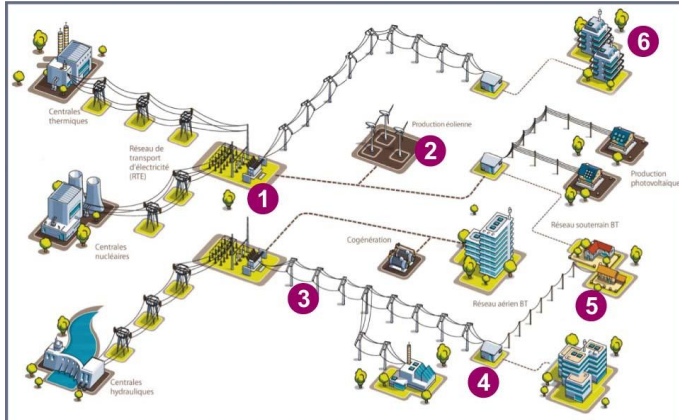 6
Centrales
thermiques
Production éolienne
Réseau de
transport
d'électricité
(RTE)
2
1
Production
photovoltaïque
Réseau souterrain BT
Centrales
nucléaires
Cogénération
3
Réseau aérien BT
5
4
Centrales
hydrauliques